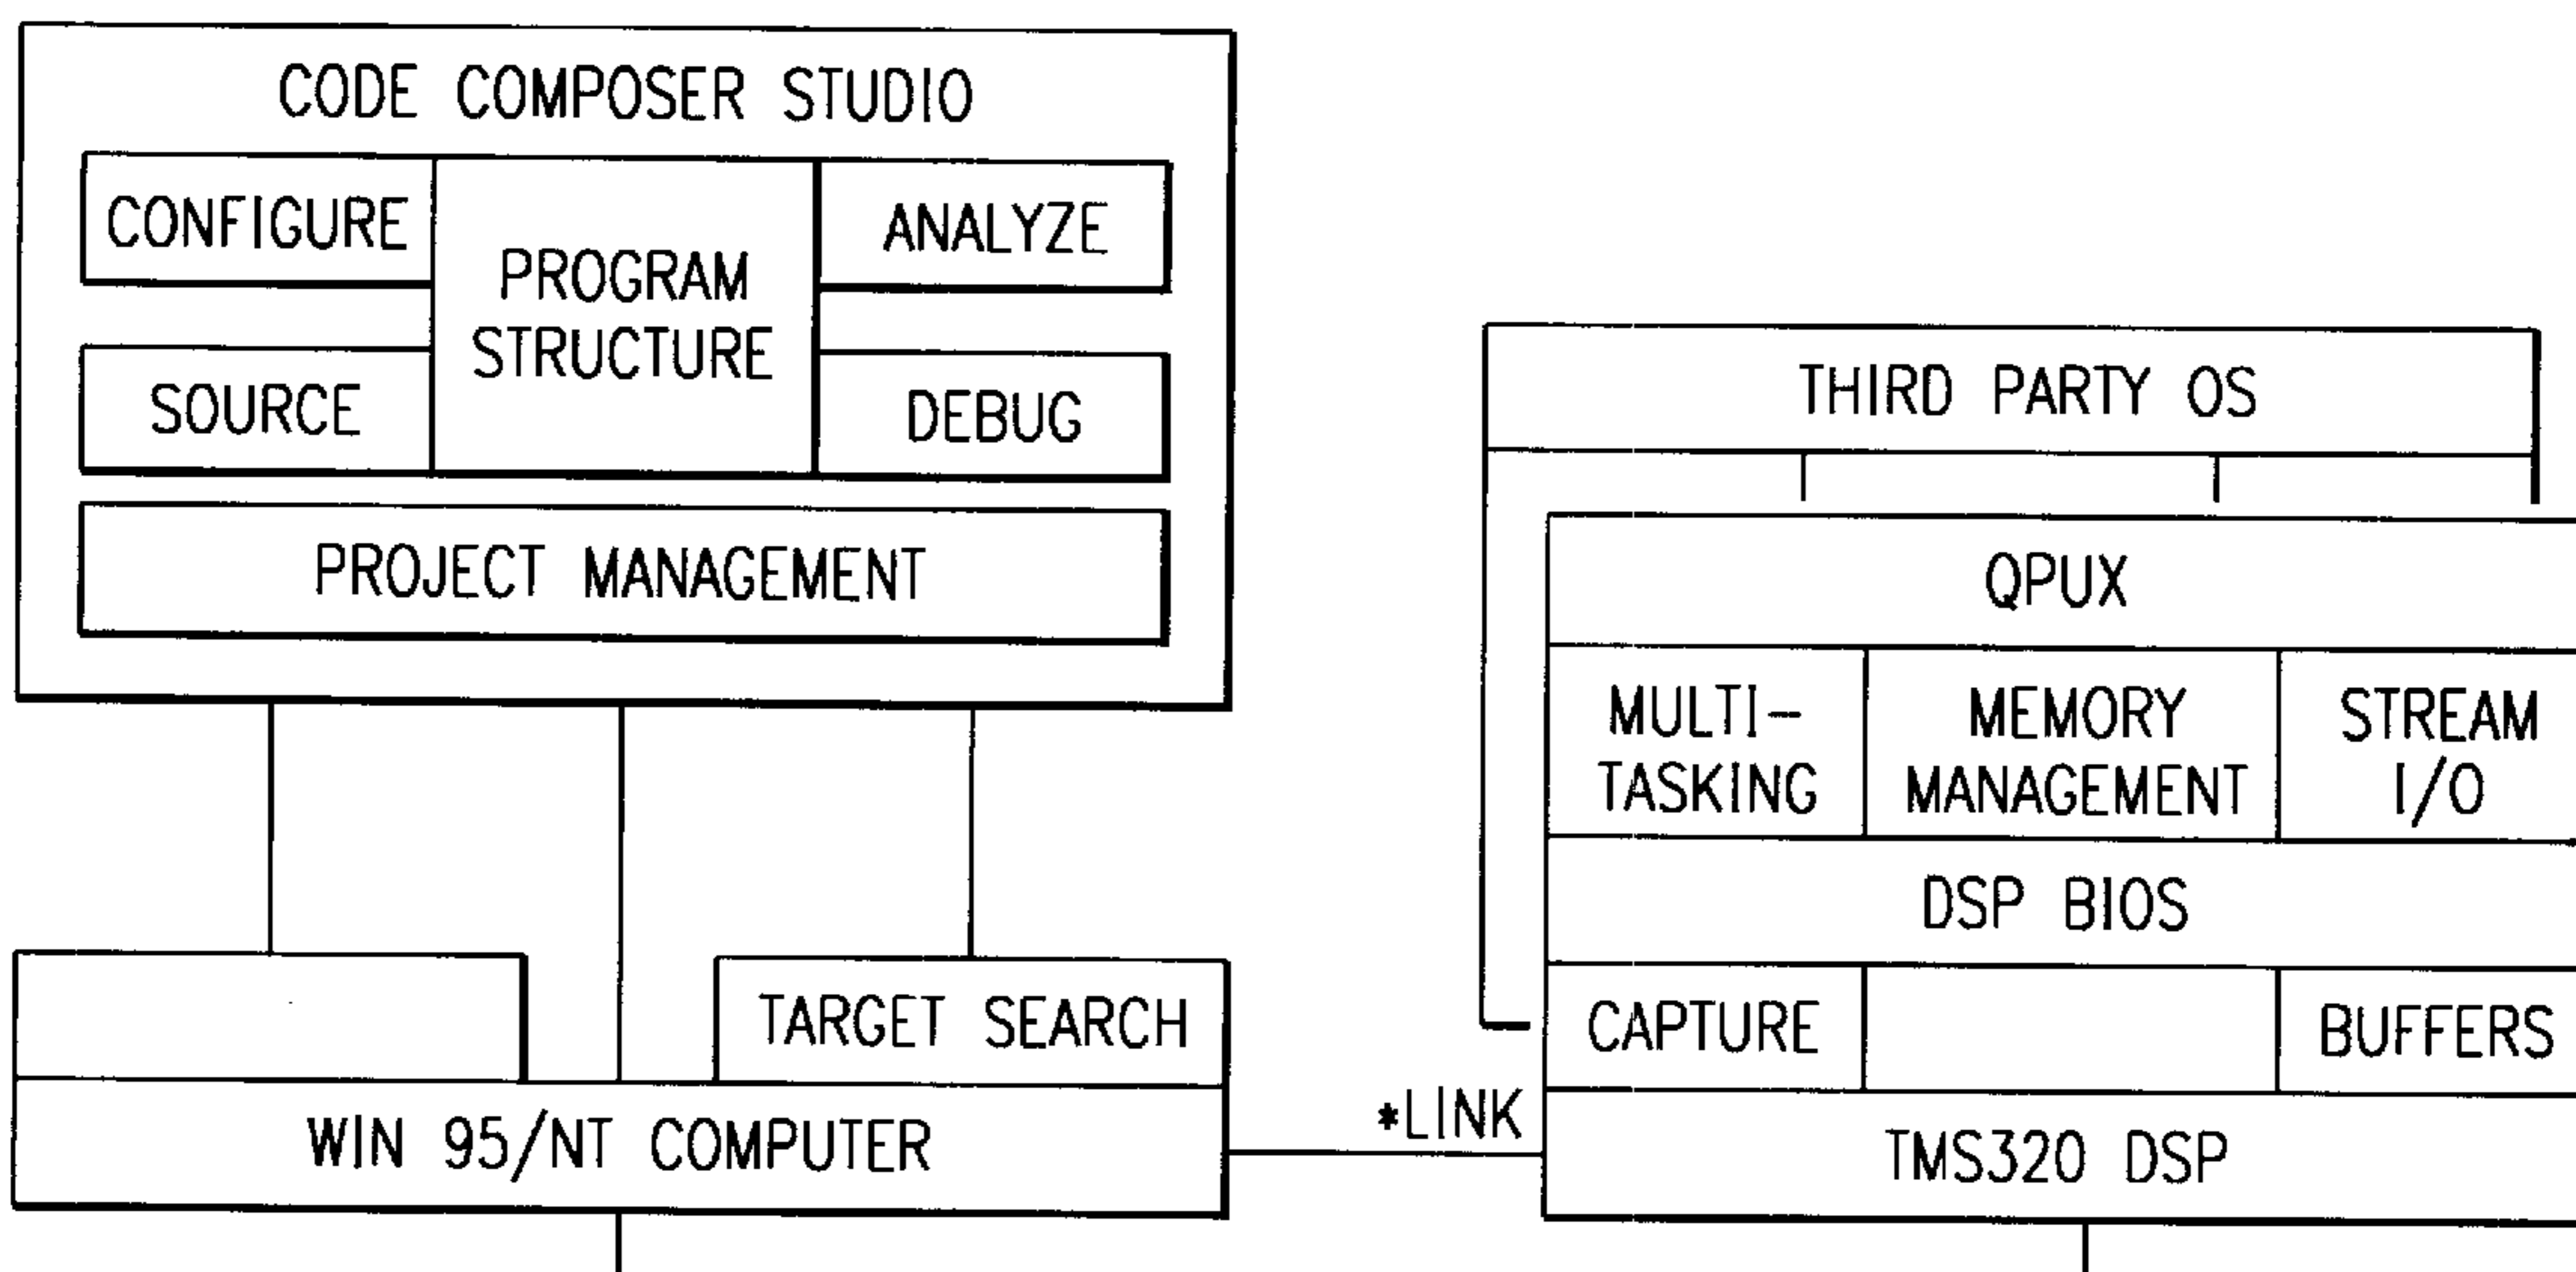 CODE COMPOSER STUDIO
CONFIGURE
PROGRAM
STRUCTURE
ANALYZE
SOURCE
DEBUG
PROJECT MANAGEMENT
TARGET SEARCH
WIN 95/NT COMPUTER
*LINK
THIRD PARTY OS
QPUX
MULTI-
TASKING
MEMORY
MANAGEMENT
STREAM
I/O
DSP BIOS
CAPTURE
BUFFERS
TMS320 DSP